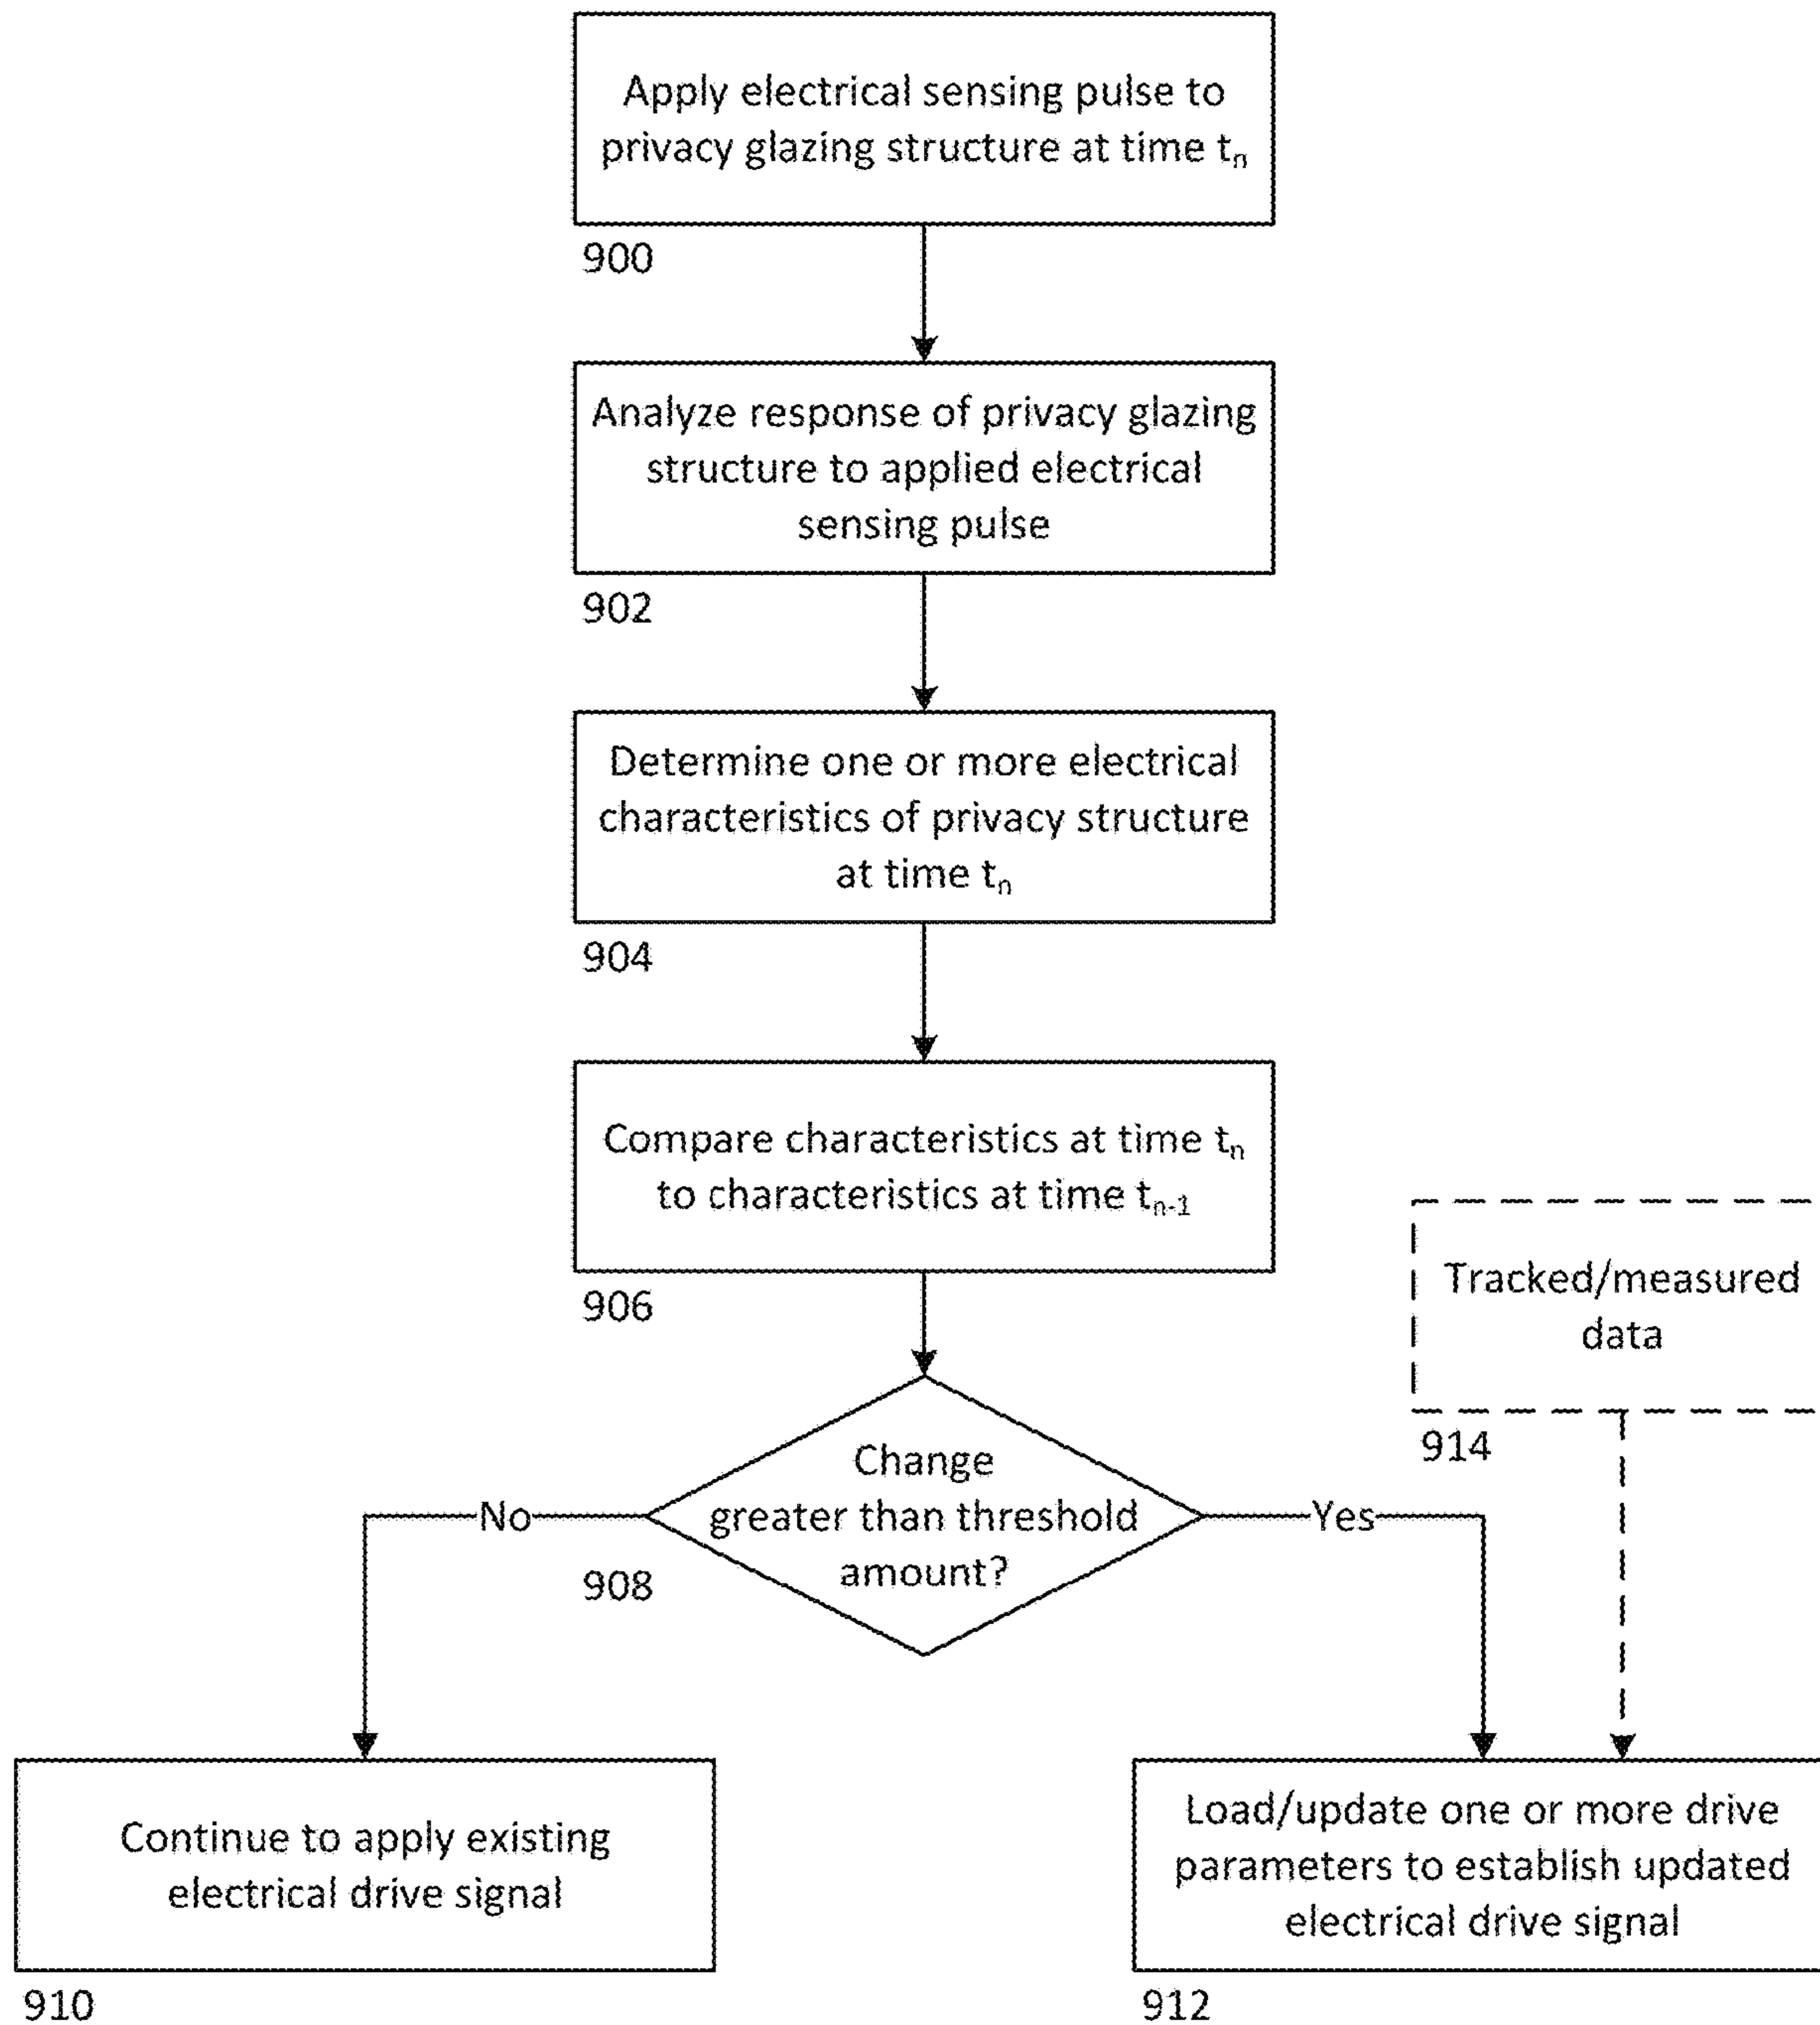 Apply electrical sensing pulse to
privacy glazing structure at time tn
900
Analyze response of privacy glazing
structure to applied electrical
sensing pulse
902
Determine one or more electrical
characteristics of privacy structure
at time tn
904
Compare characteristics at time tn
to characteristics at time tn-1
906
Tracked/measured
data
914
Change
greater than threshold
amount?
No
Yes
908
Continue to apply existing
electrical drive signal
910
Load/update one or more drive
parameters to establish updated
electrical drive signal
912